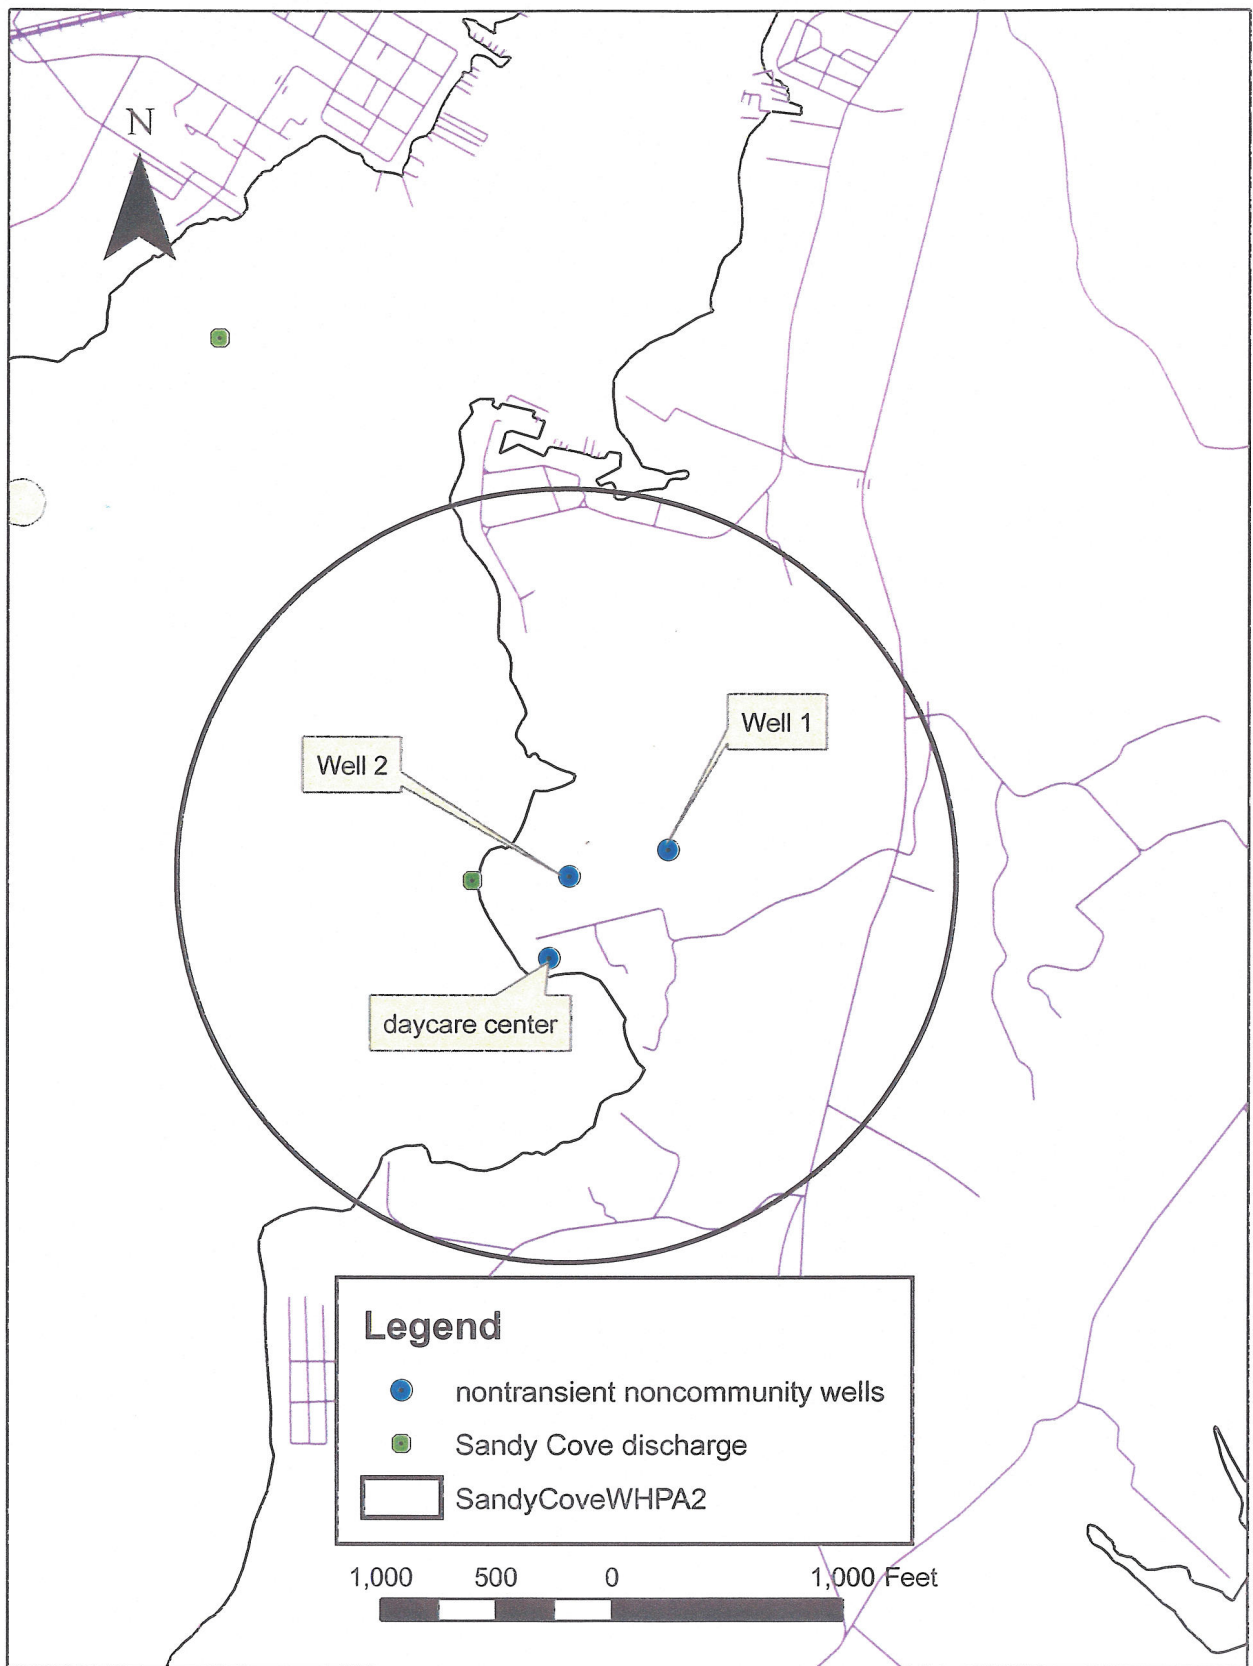 N
Well 1
Well 2
daycare center
Legend
nontransient noncommunity wells
Sandy Cove discharge
SandyCoveWHPA2
1,000 500 0 1,000 Feet